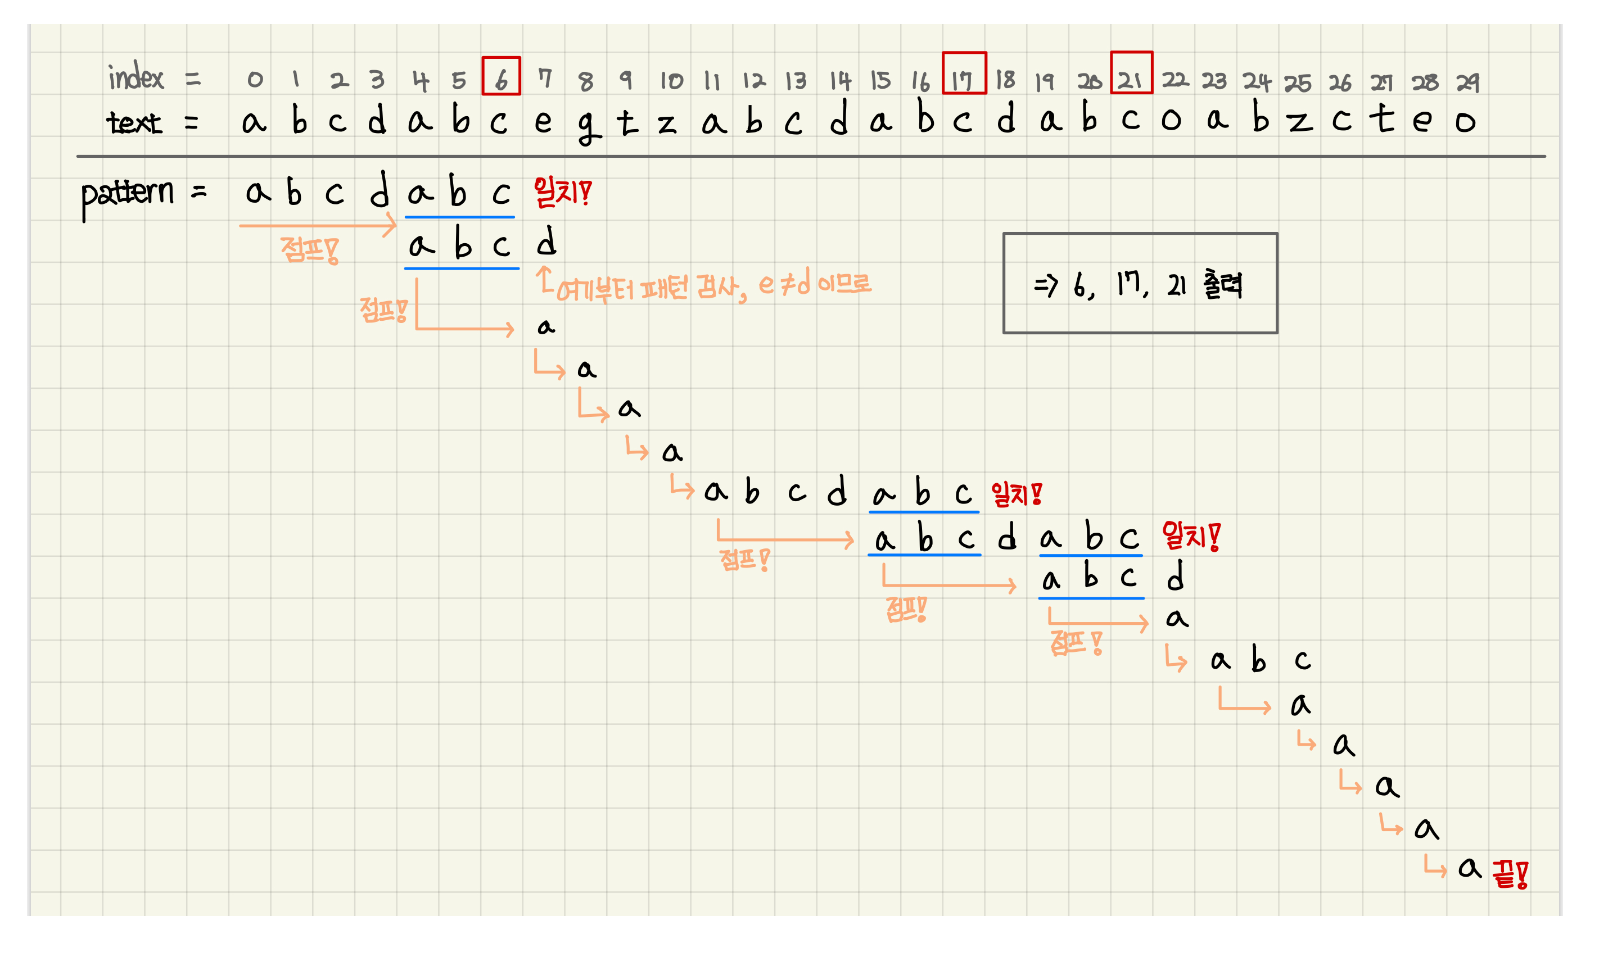 index = 0 1 2 3 4 5 6 7 8 9 10 11 12 13 14 15 16 17 18 19 20 21 22 23 24 25 26 27 28 29
text = a b c d a b c e g t z a b c d a b c d a b c o a b z c t e o
pattern = a b c d a b c 일치!
점프! a b c d
↑ 여기부터 패턴 검사, e≠d 이므로
=> 6, 17, 21 출력
점프! a
a
a
a
a b c d a b c 일치!
점프! a b c d a b c 일치!
점프! a b c d
점프! a
a b c
a
a
a
a
a 끝!